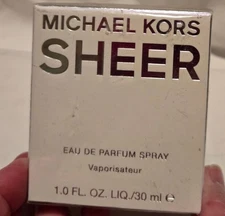 MICHAEL KORS
SHEER
EAU DE PARFUM SPRAY
Vaporisateur
1.0 FL. OZ. LIQ./30 ml ℮